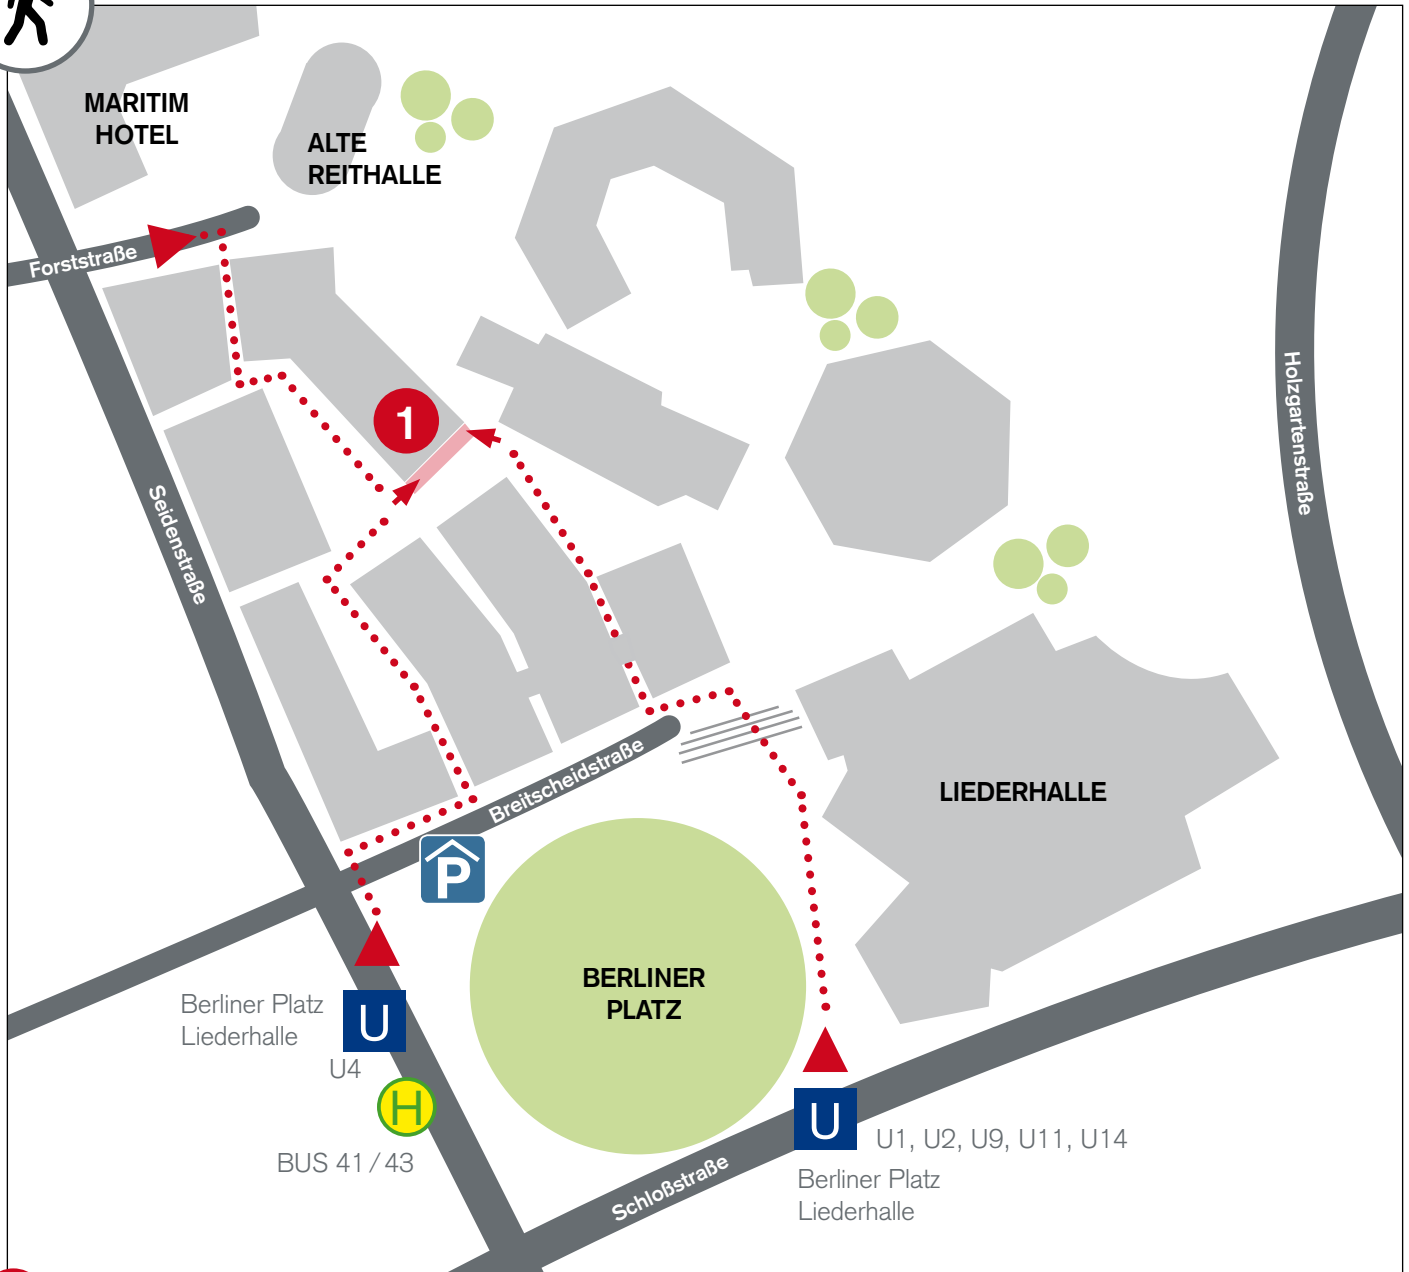 MARITIM
HOTEL
ALTE
REITHALLE
Forststraße
1
Seidenstraße
Holzgartenstraße
Breitscheidstraße
LIEDERHALLE
P
BERLINER
PLATZ
Berliner Platz
Liederhalle
U
U4
H
BUS 41 / 43
U
U1, U2, U9, U11, U14
Berliner Platz
Liederhalle
Schloßstraße